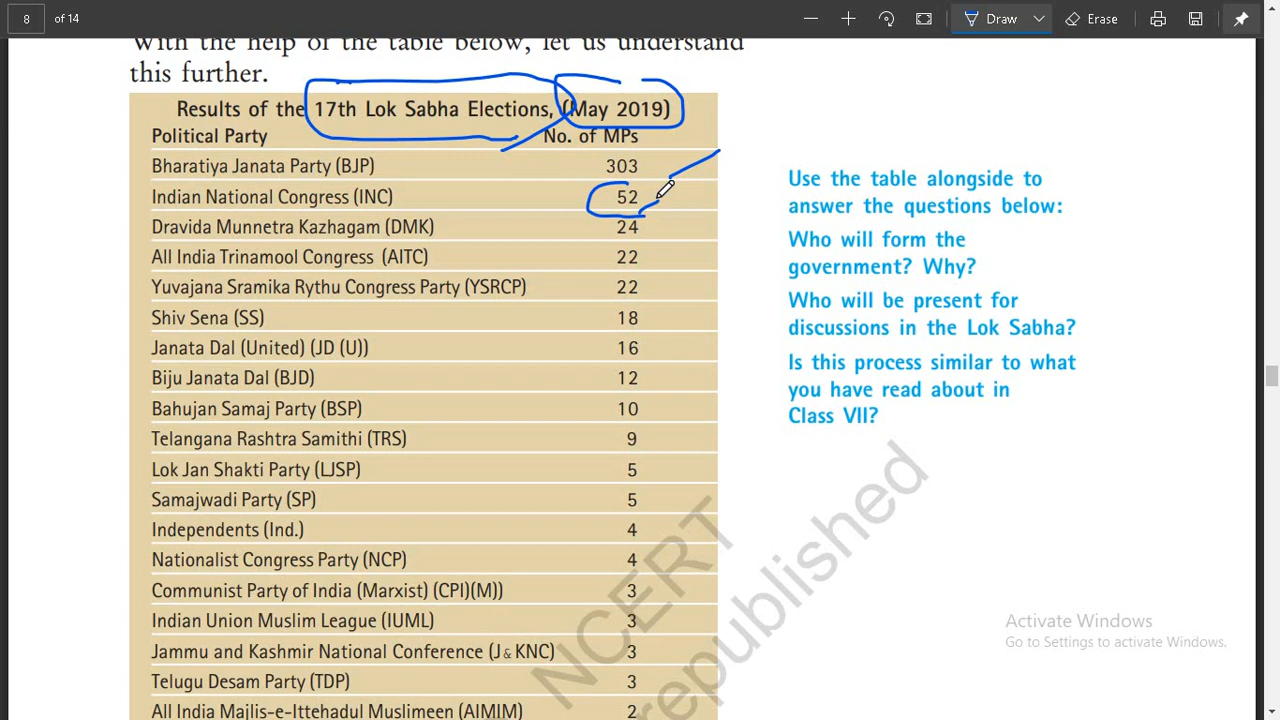 8 of 14
Draw
Erase
With the help of the table below, let us understand
this further.
Results of the 17th Lok Sabha Elections, (May 2019)
Political Party No. of MPs
Bharatiya Janata Party (BJP) 303
Indian National Congress (INC) 52
Dravida Munnetra Kazhagam (DMK) 24
All India Trinamool Congress (AITC) 22
Yuvajana Sramika Rythu Congress Party (YSRCP) 22
Shiv Sena (SS) 18
Janata Dal (United) (JD (U)) 16
Biju Janata Dal (BJD) 12
Bahujan Samaj Party (BSP) 10
Telangana Rashtra Samithi (TRS) 9
Lok Jan Shakti Party (LJSP) 5
Samajwadi Party (SP) 5
Independents (Ind.) 4
Nationalist Congress Party (NCP) 4
Communist Party of India (Marxist) (CPI)(M)) 3
Indian Union Muslim League (IUML) 3
Jammu and Kashmir National Conference (J & KNC) 3
Telugu Desam Party (TDP) 3
All India Majlis-e-Ittehadul Muslimeen (AIMIM) 2
Use the table alongside to
answer the questions below:
Who will form the
government? Why?
Who will be present for
discussions in the Lok Sabha?
Is this process similar to what
you have read about in
Class VII?
NCERT
republished
Activate Windows
Go to Settings to activate Windows.